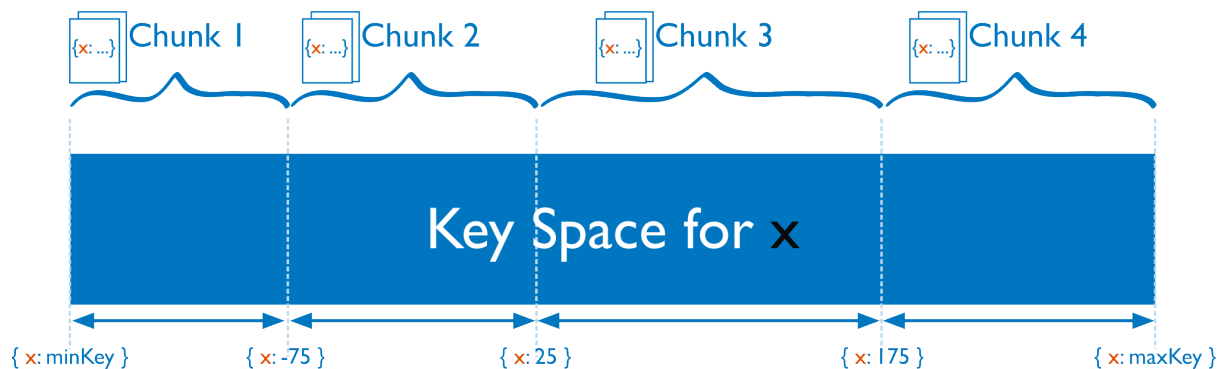 {x: ...} Chunk 1
{x: ...} Chunk 2
{x: ...} Chunk 3
{x: ...} Chunk 4
Key Space for x
{ x: minKey }
{ x: -75 }
{ x: 25 }
{ x: 175 }
{ x: maxKey }